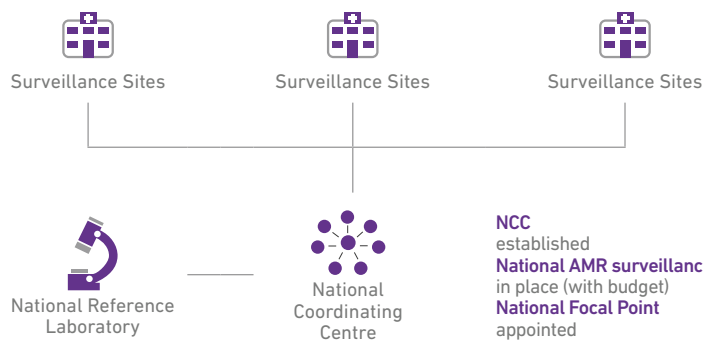 Surveillance Sites
Surveillance Sites
Surveillance Sites
National Reference
Laboratory
National
Coordinating
Centre
NCC
established
National AMR surveillanc
in place (with budget)
National Focal Point
appointed